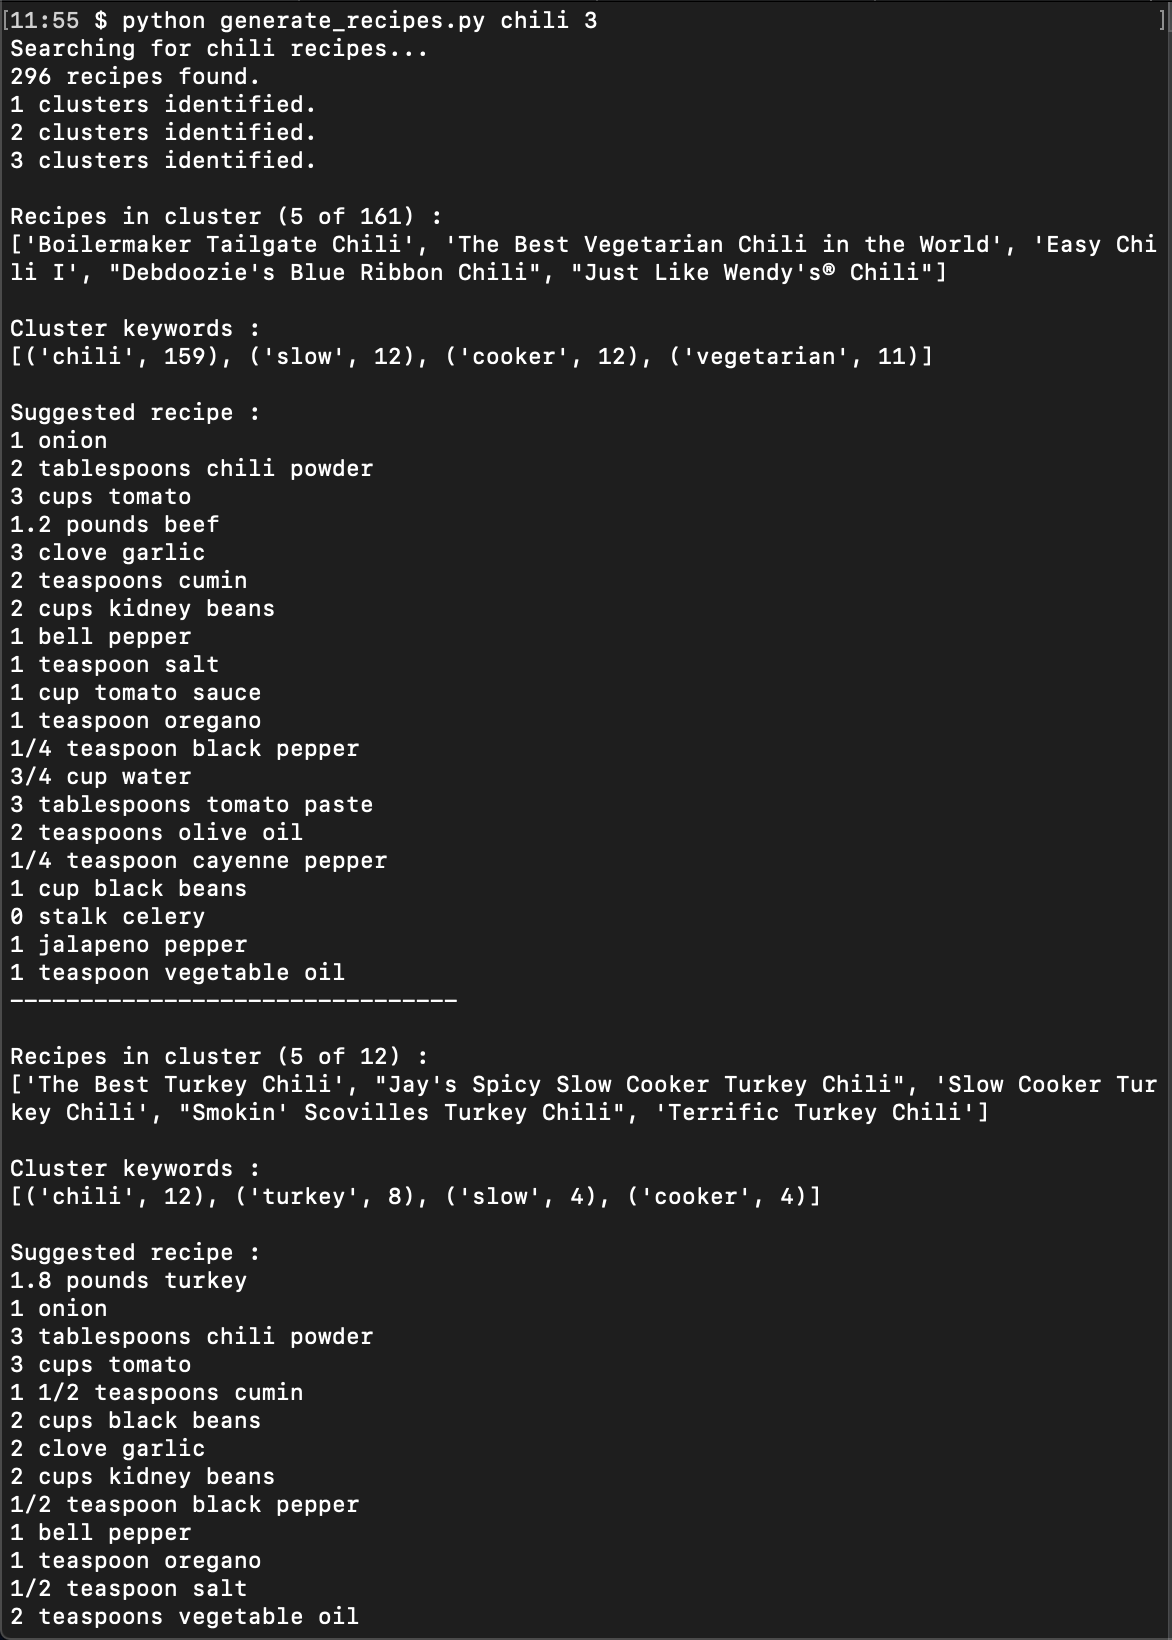 [11:55 $ python generate_recipes.py chili 3 ]
Searching for chili recipes...
296 recipes found.
1 clusters identified.
2 clusters identified.
3 clusters identified.
Recipes in cluster (5 of 161) :
['Boilermaker Tailgate Chili', 'The Best Vegetarian Chili in the World', 'Easy Chi
li I', "Debdoozie's Blue Ribbon Chili", "Just Like Wendy's® Chili"]
Cluster keywords :
[('chili', 159), ('slow', 12), ('cooker', 12), ('vegetarian', 11)]
Suggested recipe :
1 onion
2 tablespoons chili powder
3 cups tomato
1.2 pounds beef
3 clove garlic
2 teaspoons cumin
2 cups kidney beans
1 bell pepper
1 teaspoon salt
1 cup tomato sauce
1 teaspoon oregano
1/4 teaspoon black pepper
3/4 cup water
3 tablespoons tomato paste
2 teaspoons olive oil
1/4 teaspoon cayenne pepper
1 cup black beans
0 stalk celery
1 jalapeno pepper
1 teaspoon vegetable oil
--------------------------------
Recipes in cluster (5 of 12) :
['The Best Turkey Chili', "Jay's Spicy Slow Cooker Turkey Chili", 'Slow Cooker Tur
key Chili', "Smokin' Scovilles Turkey Chili", 'Terrific Turkey Chili']
Cluster keywords :
[('chili', 12), ('turkey', 8), ('slow', 4), ('cooker', 4)]
Suggested recipe :
1.8 pounds turkey
1 onion
3 tablespoons chili powder
3 cups tomato
1 1/2 teaspoons cumin
2 cups black beans
2 clove garlic
2 cups kidney beans
1/2 teaspoon black pepper
1 bell pepper
1 teaspoon oregano
1/2 teaspoon salt
2 teaspoons vegetable oil